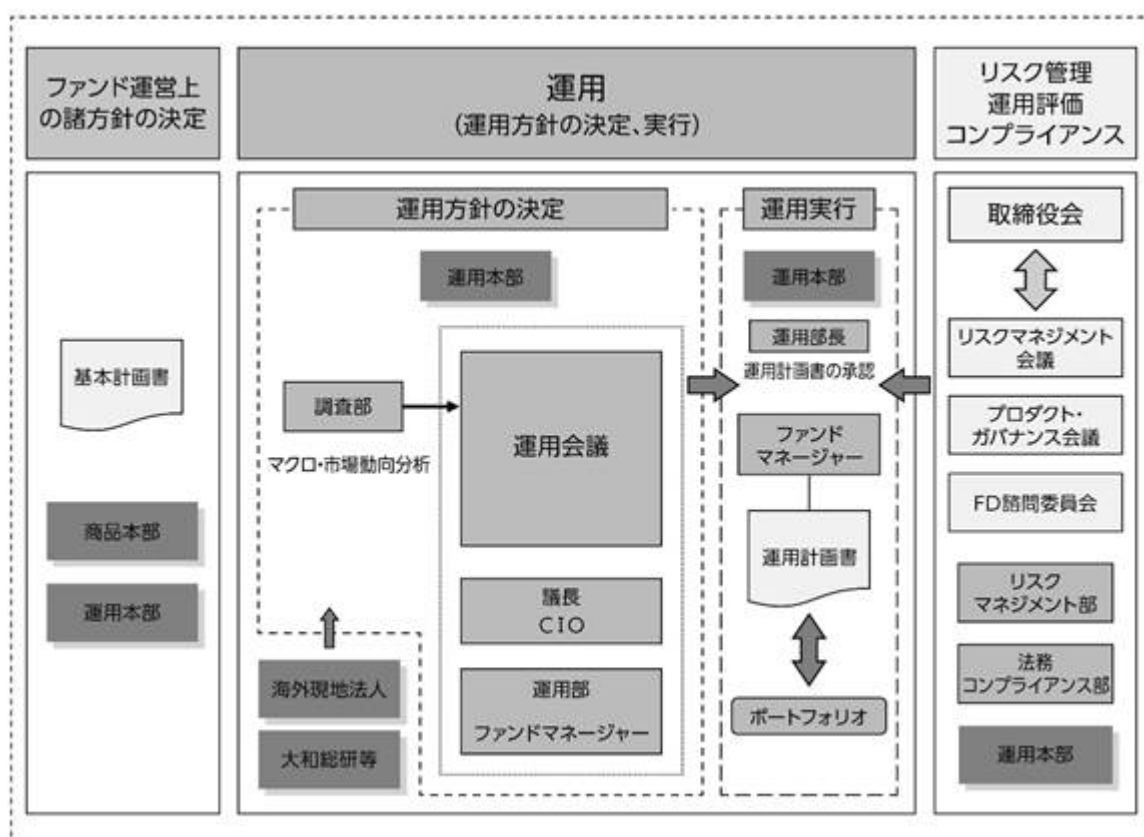 ファンド運営上
の諸方針の決定
運用
(運用方針の決定、実行)
リスク管理
運用評価
コンプライアンス
基本計画書
商品本部
運用本部
運用方針の決定
運用本部
調査部
マクロ・市場動向分析
運用会議
議長
CIO
運用部
ファンドマネージャー
海外現地法人
大和総研等
運用実行
運用本部
運用部長
運用計画書の承認
ファンド
マネージャー
運用計画書
ポートフォリオ
取締役会
リスクマネジメント
会議
プロダクト・
ガバナンス会議
FD諮問委員会
リスク
マネジメント部
法務
コンプライアンス部
運用本部